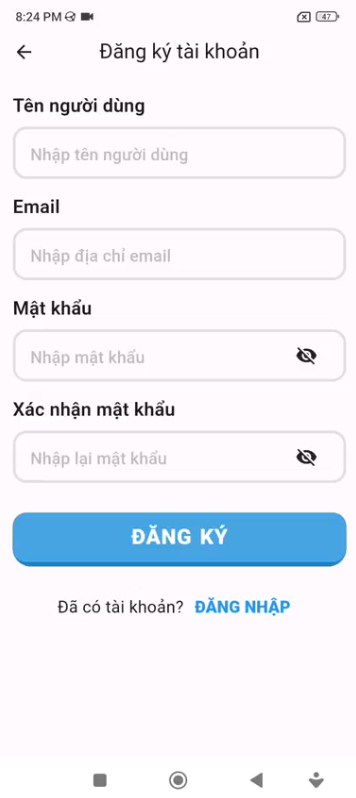 8:24 PM
47
Đăng ký tài khoản
Tên người dùng
Nhập tên người dùng
Email
Nhập địa chỉ email
Mật khẩu
Nhập mật khẩu
Xác nhận mật khẩu
Nhập lại mật khẩu
ĐĂNG KÝ
Đã có tài khoản? ĐĂNG NHẬP